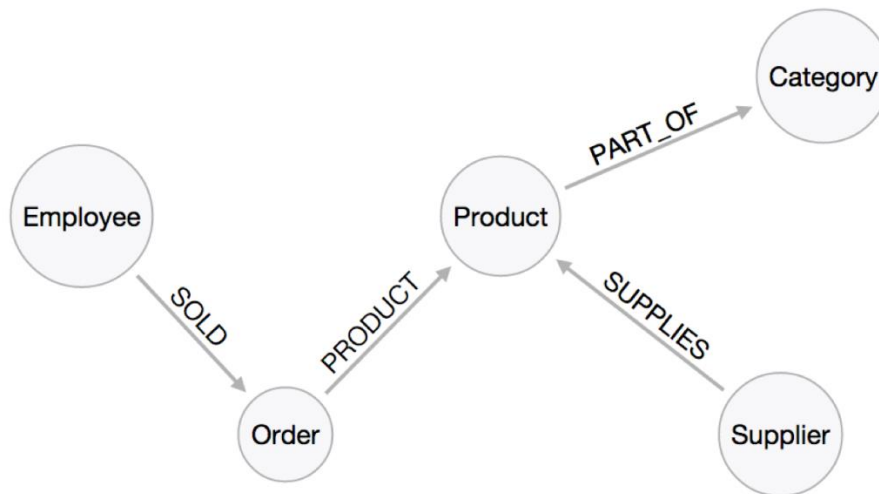 Category
PART_OF
Employee
Product
SOLD
PRODUCT
SUPPLIES
Order
Supplier